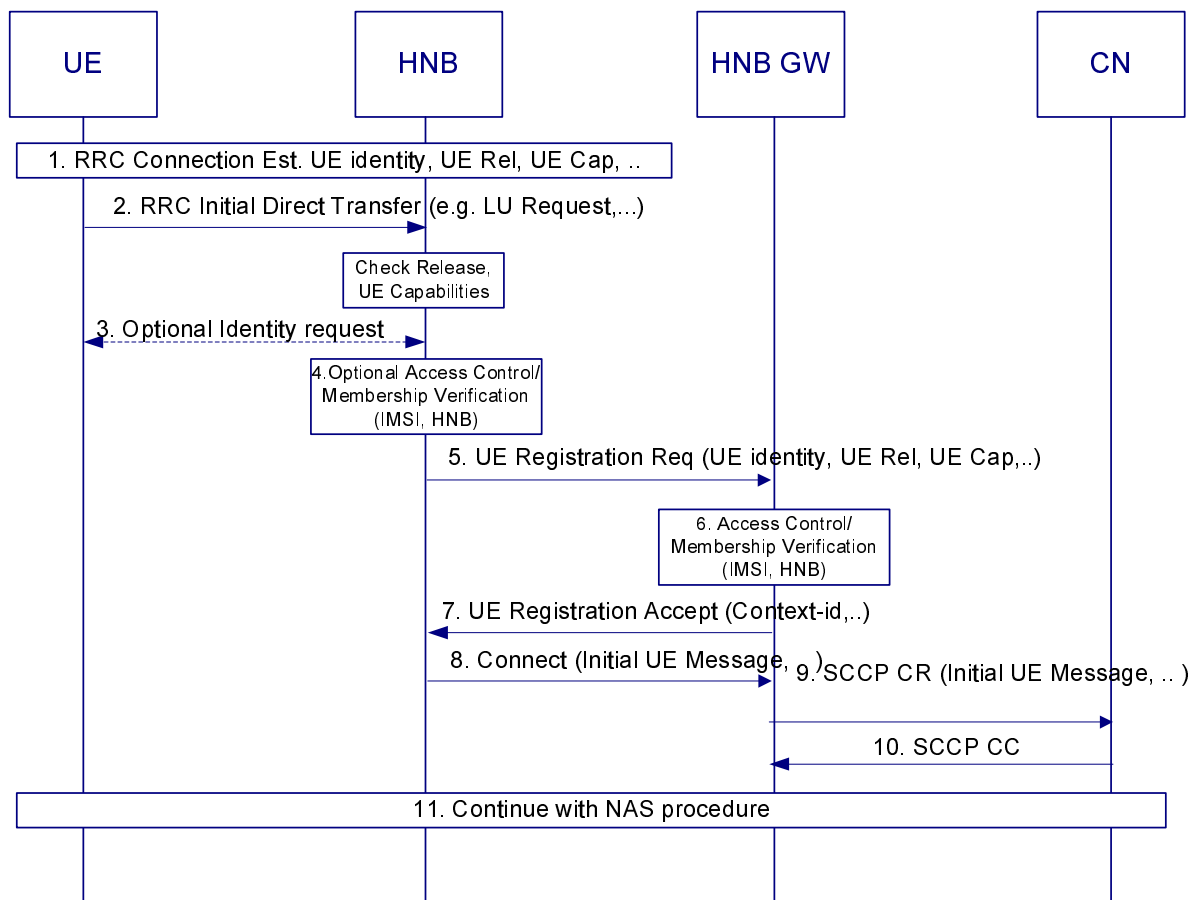 UE
HNB
HNB GW
CN
1. RRC Connection Est. UE identity, UE Rel, UE Cap, ..
2. RRC Initial Direct Transfer (e.g. LU Request,...)
Check Release,
UE Capabilities
3. Optional Identity request
4.Optional Access Control/
Membership Verification
(IMSI, HNB)
5. UE Registration Req (UE identity, UE Rel, UE Cap,..)
6. Access Control/
Membership Verification
(IMSI, HNB)
7. UE Registration Accept (Context-id,..)
8. Connect (Initial UE Message, ..)
9. SCCP CR (Initial UE Message, .. )
10. SCCP CC
11. Continue with NAS procedure